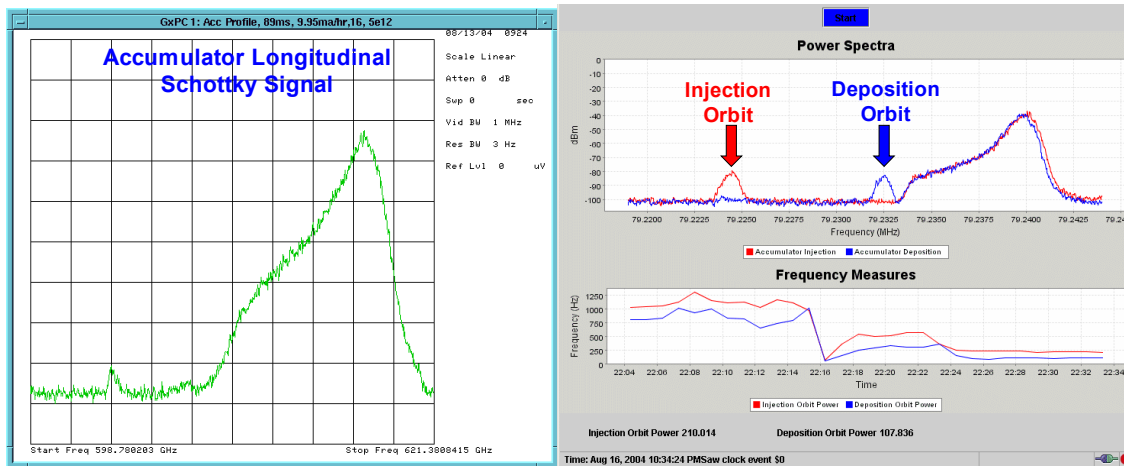 GxPC1: Acc Profile, 89ms, 9.95ma/hr,16, 5e12
Accumulator Longitudinal
Schottky Signal
08/13/04 0924
Scale Linear
Atten 0 dB
Swp 0 sec
Vid BW 1 MHz
Res BW 3 Hz
Ref Lvl 0 uV
Start Freq 598.780203 GHz
Stop Freq 621.3808415 GHz
Start
Power Spectra
0
-10
-20
-30
-40
-50
-60
-70
-80
-90
-100
dBm
Injection
Orbit
Deposition
Orbit
79.2200 79.2225 79.2250 79.2275 79.2300 79.2325 79.2350 79.2375 79.2400 79.2425 79.24
Frequency (MHz)
Accumulator Injection Accumulator Deposition
Frequency Measures
1250
1000
750
500
250
0
Frequency (Hz)
22:04 22:06 22:08 22:10 22:12 22:14 22:16 22:18 22:20 22:22 22:24 22:26 22:28 22:30 22:32 22:34
Time
Injection Orbit Power Deposition Orbit Power
Injection Orbit Power 210.014 Deposition Orbit Power 107.836
Time: Aug 16, 2004 10:34:24 PMSaw clock event $0